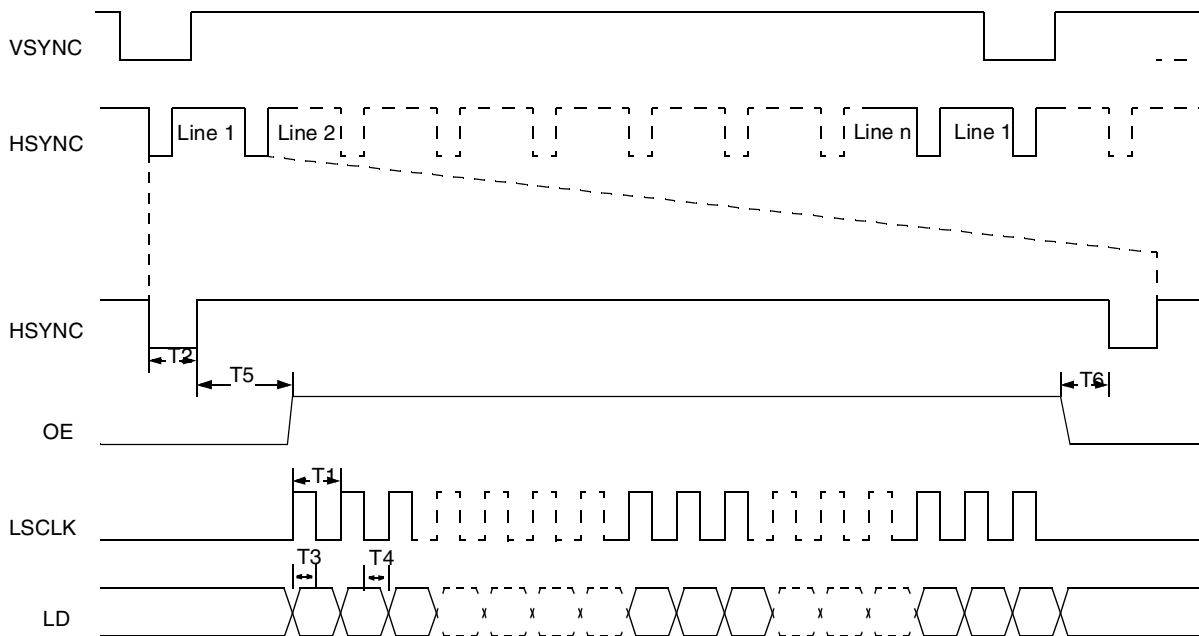 VSYNC
HSYNC
Line 1
Line 2
Line n
Line 1
HSYNC
T2
T5
T6
OE
T1
LSCLK
T3
T4
LD